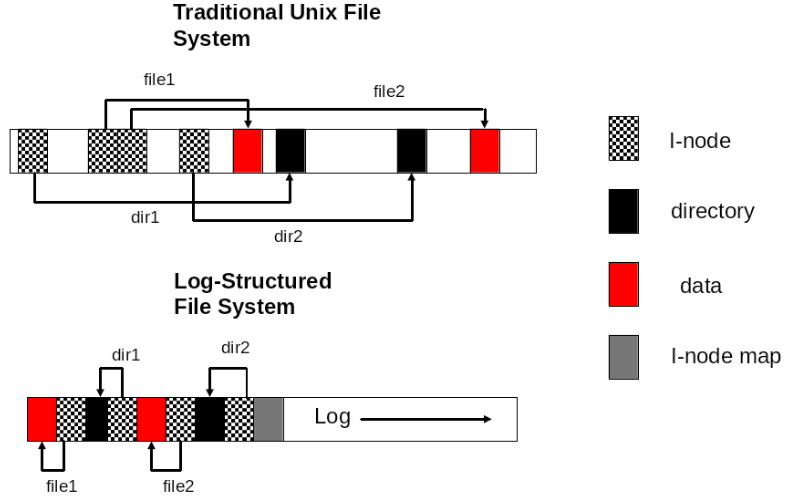 Traditional Unix File
System
file1
file2
dir1
dir2
I-node
directory
data
I-node map
Log-Structured
File System
dir1
dir2
Log
file1
file2